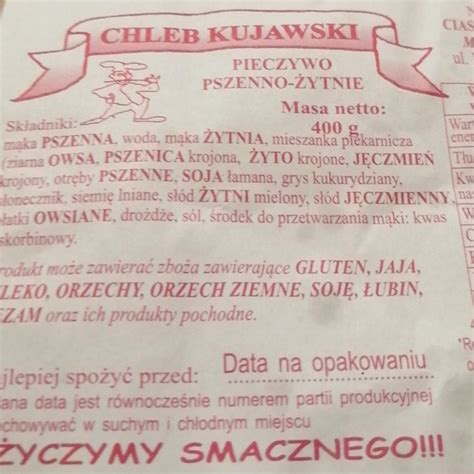 CHLEB KUJAWSKI
PIECZYWO
PSZENNO-ŻYTNIE
Masa netto:
400 g
Składniki:
mąka PSZENNA, woda, mąka ŻYTNIA, mieszanka piekarnicza
(ziarna OWSA, PSZENICA krojona, ŻYTO krojone, JĘCZMIEŃ
krojony, otręby PSZENNE, SOJA łamana, grys kukurydziany,
słonecznik, siemię lniane, słód ŻYTNI mielony, słód JĘCZMIENNY,
płatki OWSIANE, drożdże, sól, środek do przetwarzania mąki: kwas
askorbinowy.
Produkt może zawierać zboża zawierające GLUTEN, JAJA,
MLEKO, ORZECHY, ORZECH ZIEMNE, SOJĘ, ŁUBIN,
SEZAM oraz ich produkty pochodne.
Najlepiej spożyć przed: Data na opakowaniu
data jest równocześnie numerem partii produkcyjnej
w suchym i chłodnym miejscu
ŻYCZYMY SMACZNEGO!!!
CIAS
ul.